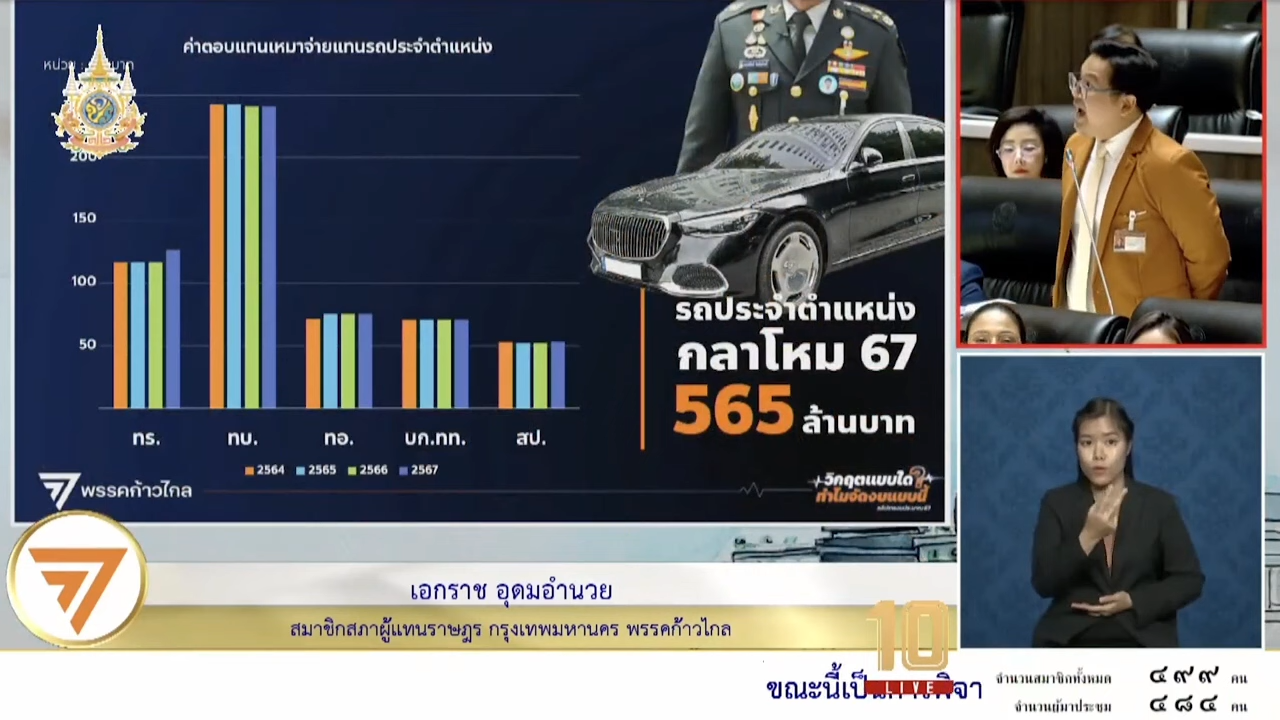 ค่าตอบแทนเหมาจ่ายแทนรถประจำตำแหน่ง
200
150
100
50
ทร.
ทบ.
ทอ.
บก.ทท.
สป.
2564
2565
2566
2567
รถประจำตำแหน่ง
กลาโหม 67
565 ล้านบาท
พรรคก้าวไกล
วิกฤตแบบใด
ทำไมจัดงบแบบนี้
เอกราช อุดมอำนวย
สมาชิกสภาผู้แทนราษฎร กรุงเทพมหานคร พรรคก้าวไกล
10
LIVE
ขณะนี้เป็น
จำนวนสมาชิกทั้งหมด ๔๙๙ คน
จำนวนผู้มาประชุม ๔๘๔ คน